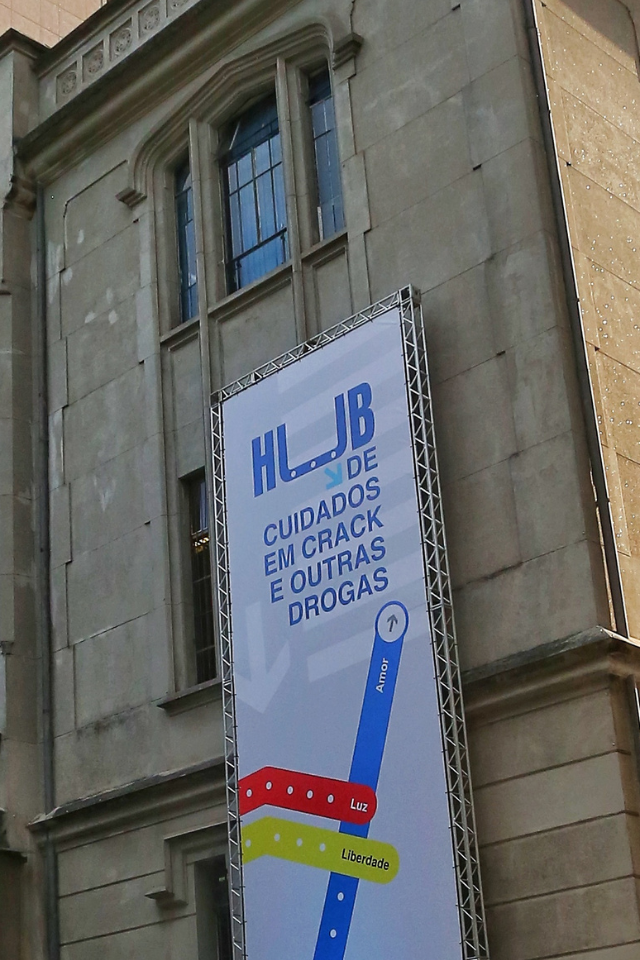 HUB
DE
CUIDADOS
EM CRACK
E OUTRAS
DROGAS
Amor
Luz
Liberdade